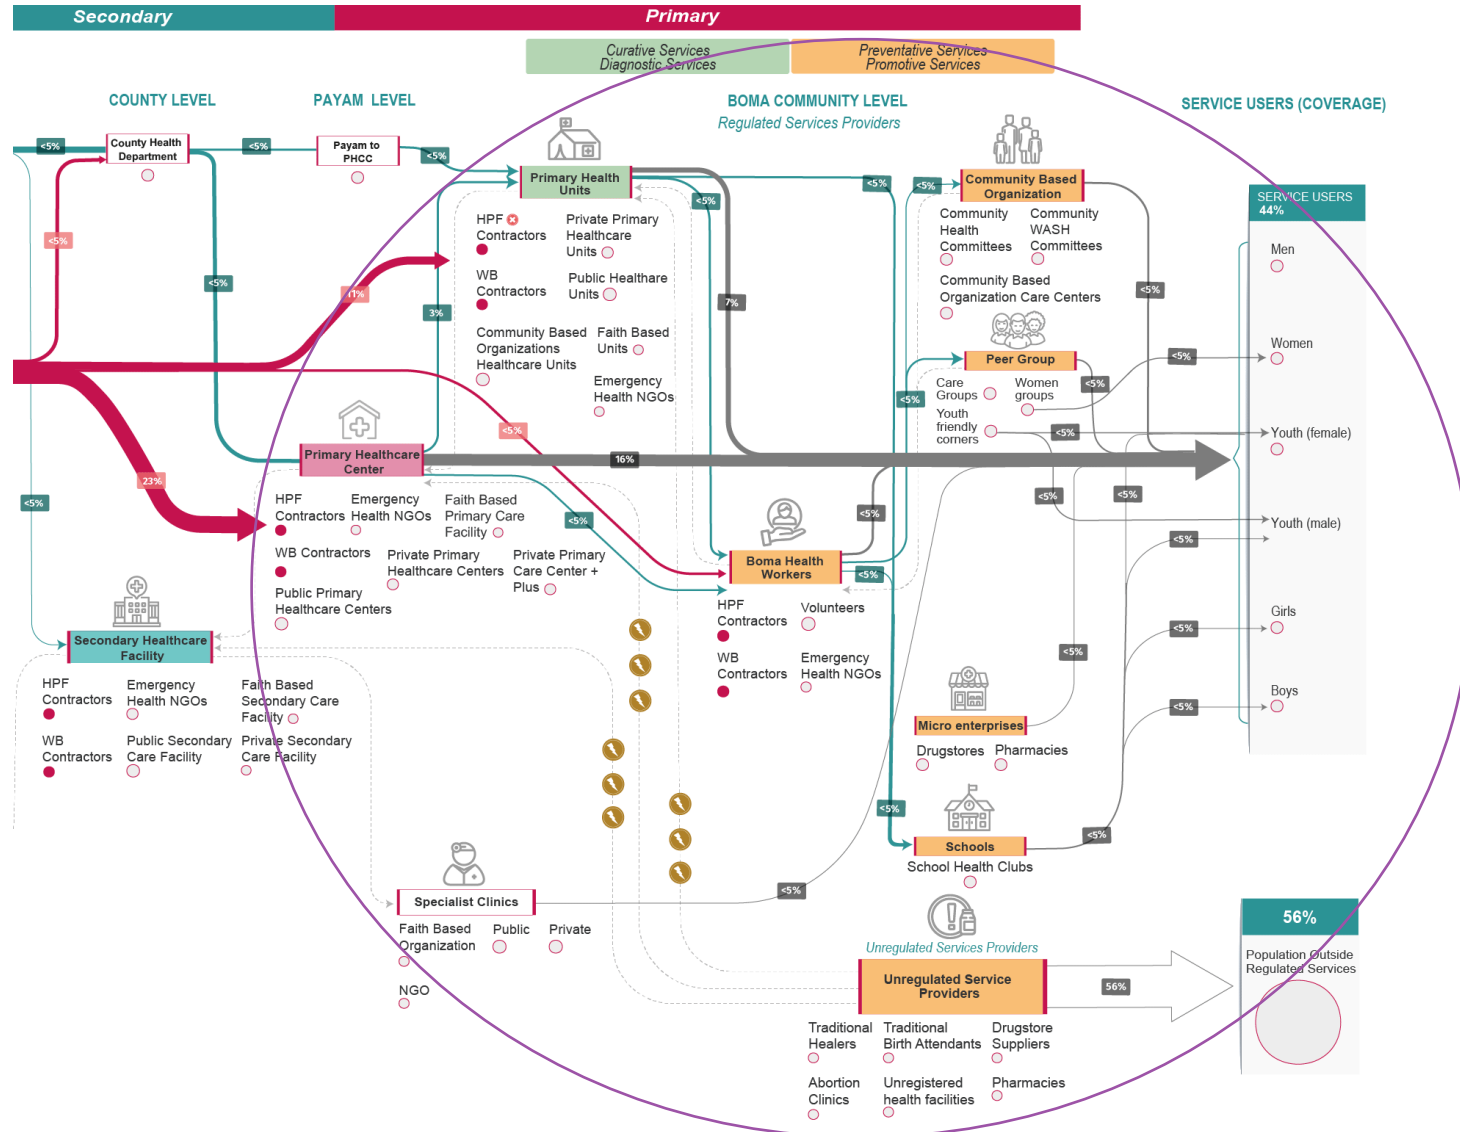 Secondary
Primary
Curative Services
Diagnostic Services
Preventative Services
Promotive Services
COUNTY LEVEL
PAYAM LEVEL
BOMA COMMUNITY LEVEL
Regulated Services Providers
SERVICE USERS (COVERAGE)
<5%
County Health
Department
<5%
Payam to
PHCC
<5%
Primary Health
Units
<5%
<5%
<5%
Community Based
Organization
SERVICE USERS
44%
HPF
Contractors
Private Primary
Healthcare
Units
WB
Contractors
Public Healthare
Units
Community Based
Organizations
Healthcare Units
Faith Based
Units
Emergency
Health NGOs
Community
Health
Committees
Community
WASH
Committees
Community Based
Organization Care Centers
<5%
<5%
11%
3%
7%
<5%
Peer Group
Care
Groups
Women
groups
Youth
friendly
corners
<5%
<5%
<5%
<5%
<5%
Men
Women
Youth (female)
Youth (male)
Girls
Boys
Primary Healthcare
Center
16%
23%
<5%
<5%
<5%
<5%
<5%
<5%
HPF
Contractors
Emergency
Health NGOs
Faith Based
Primary Care
Facility
WB Contractors
Private Primary
Healthcare Centers
Private Primary
Care Center +
Plus
Public Primary
Healthcare Centers
Boma Health
Workers
<5%
<5%
HPF
Contractors
Volunteers
WB
Contractors
Emergency
Health NGOs
Secondary Healthcare
Facility
HPF
Contractors
Emergency
Health NGOs
Faith Based
Secondary Care
Facility
WB
Contractors
Public Secondary
Care Facility
Private Secondary
Care Facility
<5%
<5%
<5%
Micro enterprises
Drugstores
Pharmacies
<5%
Schools
School Health Clubs
<5%
Specialist Clinics
<5%
Faith Based
Organization
Public
Private
NGO
Unregulated Services Providers
Unregulated Service
Providers
56%
Traditional
Healers
Traditional
Birth Attendants
Drugstore
Suppliers
Abortion
Clinics
Unregistered
health facilities
Pharmacies
56%
Population Outside
Regulated Services